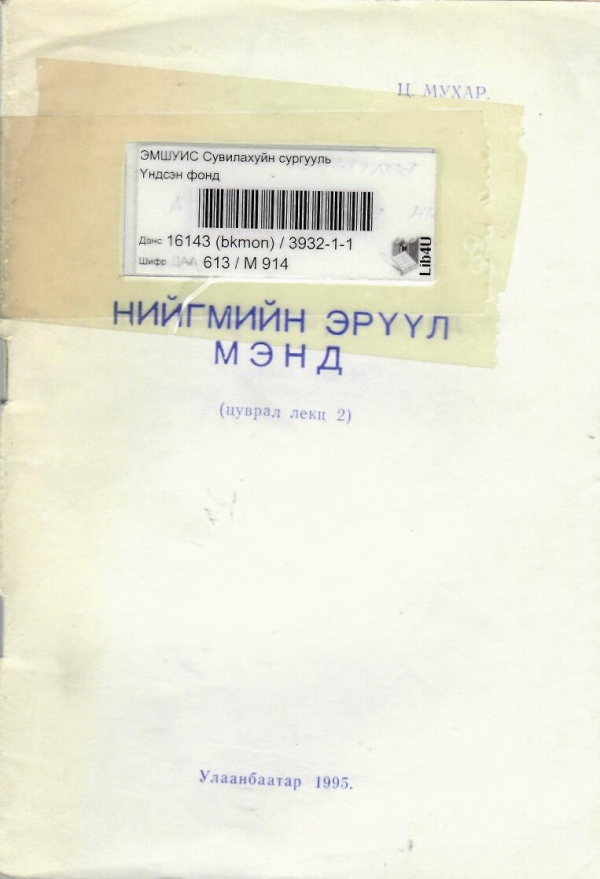 Ц. МУХАР.
ЭМШУИС Сувилахуйн сургууль
Үндсэн фонд
Данс 16143 (bkmon) / 3932-1-1
Шифр ДАА 613 / М 914
Lib4U
НИЙГМИЙН ЭРҮҮЛ
МЭНД
(цуврал лекц 2)
Улаанбаатар 1995.